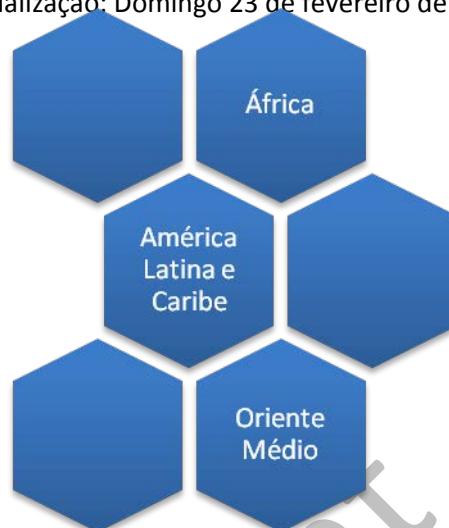 alização: Domingo 23 de fevereiro de
África
América
Latina e
Caribe
Oriente
Médio